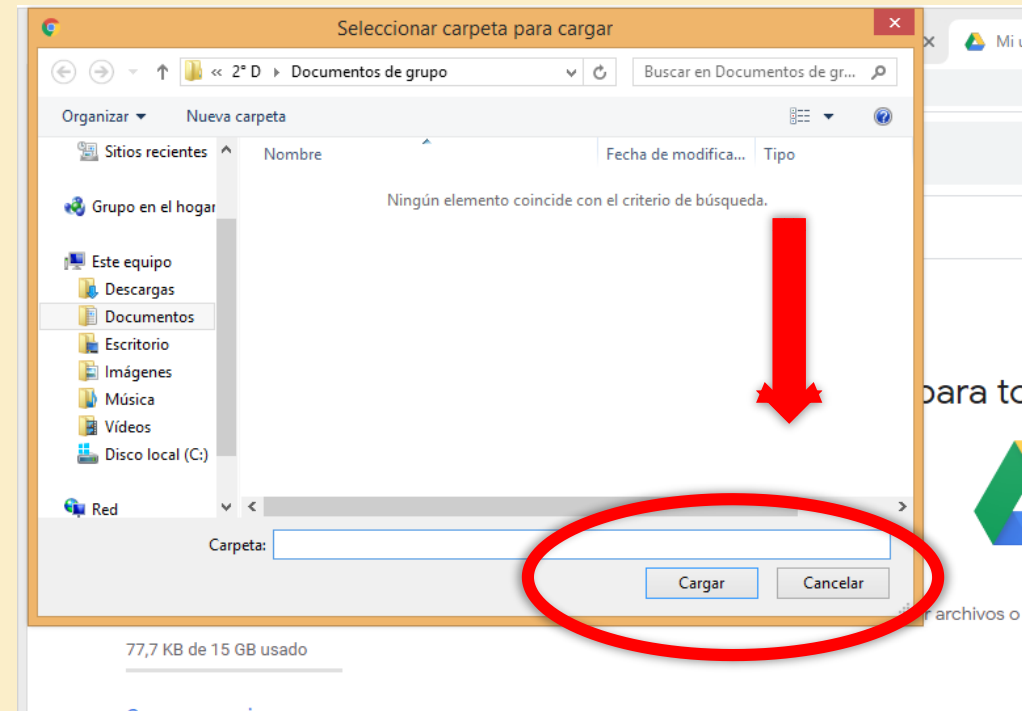 Seleccionar carpeta para cargar
« 2° D Documentos de grupo
Buscar en Documentos de gr...
Mi
Organizar
Nueva carpeta
Sitios recientes
Nombre
Fecha de modifica...
Tipo
Ningún elemento coincide con el criterio de búsqueda.
Grupo en el hogar
Este equipo
Descargas
Documentos
Escritorio
Imágenes
Música
Vídeos
Disco local (C:)
Red
para
Carpeta:
Cargar
Cancelar
archivos o
77,7 KB de 15 GB usado